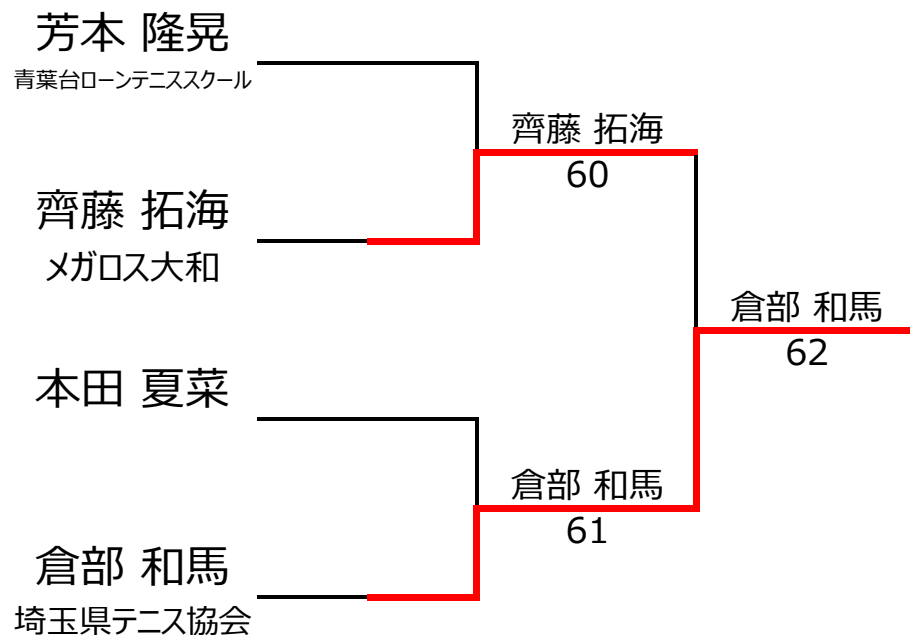 芳本 隆晃
青葉台ローンテニススクール
齊藤 拓海
60
齊藤 拓海
メガロス大和
倉部 和馬
62
本田 夏菜
倉部 和馬
61
倉部 和馬
埼玉県テニス協会